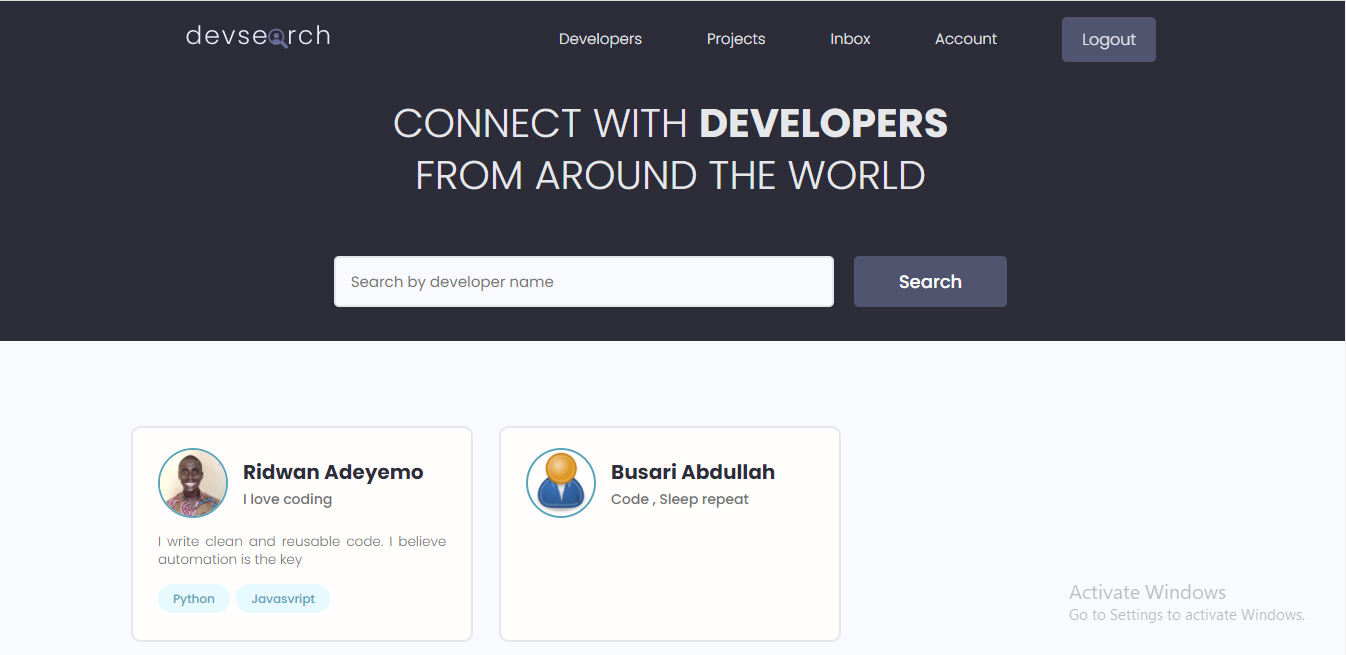 devsearch
Developers
Projects
Inbox
Account
Logout
CONNECT WITH DEVELOPERS
FROM AROUND THE WORLD
Search by developer name
Search
Ridwan Adeyemo
I love coding
I write clean and reusable code. I believe
automation is the key
Python
Javasvript
Busari Abdullah
Code , Sleep repeat
Activate Windows
Go to Settings to activate Windows.